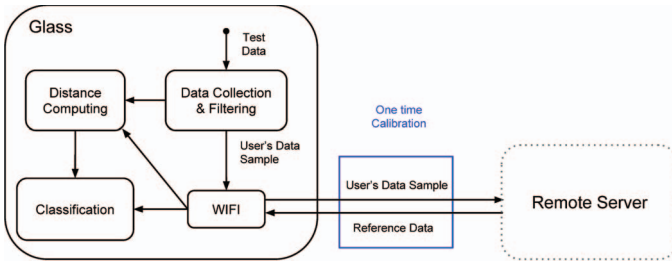 Glass
Test
Data
Distance
Computing
Data Collection
& Filtering
One time
Calibration
User's Data
Sample
User's Data Sample
Remote Server
Classification
WIFI
Reference Data